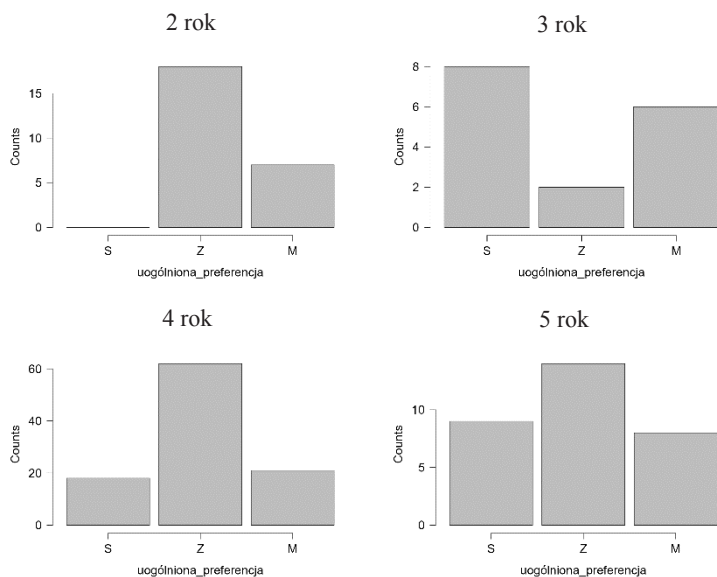 2 rok
15
10
5
0
Counts
S Z M
uogólniona_preferencja
3 rok
8
6
4
2
0
Counts
S Z M
uogólniona_preferencja
4 rok
60
40
20
0
Counts
S Z M
uogólniona_preferencja
5 rok
10
5
0
Counts
S Z M
uogólniona_preferencja